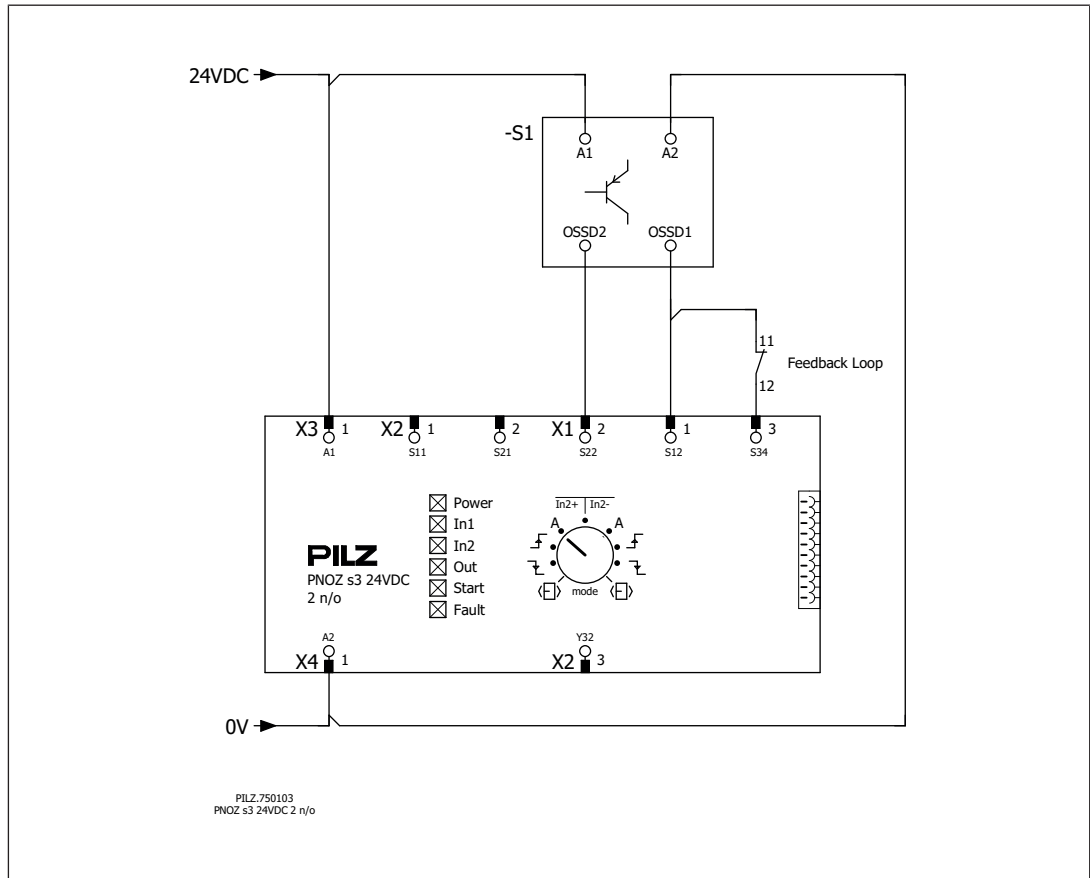 24VDC
-S1
A1 A2
OSSD2 OSSD1
11
Feedback Loop
12
X3 1 X2 1 2 X1 2 1 3
A1 S11 S21 S22 S12 S34
Power
In1
In2
Out
Start
Fault
In2+ In2-
A A
mode
PILZ
PNOZ s3 24VDC
2 n/o
A2 Y32
X4 1 X2 3
0V
PILZ.750103
PNOZ s3 24VDC 2 n/o